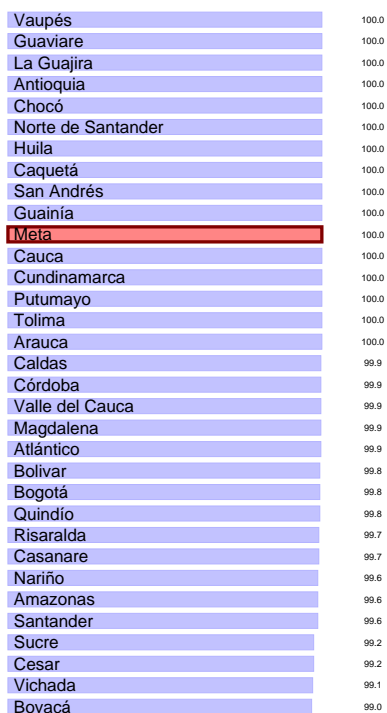 Vaupés 100.0
Guaviare 100.0
La Guajira 100.0
Antioquia 100.0
Chocó 100.0
Norte de Santander 100.0
Huila 100.0
Caquetá 100.0
San Andrés 100.0
Guainía 100.0
Meta 100.0
Cauca 100.0
Cundinamarca 100.0
Putumayo 100.0
Tolima 100.0
Arauca 100.0
Caldas 99.9
Córdoba 99.9
Valle del Cauca 99.9
Magdalena 99.9
Atlántico 99.9
Bolivar 99.8
Bogotá 99.8
Quindío 99.8
Risaralda 99.7
Casanare 99.7
Nariño 99.6
Amazonas 99.6
Santander 99.6
Sucre 99.2
Cesar 99.2
Vichada 99.1
Boyacá 99.0